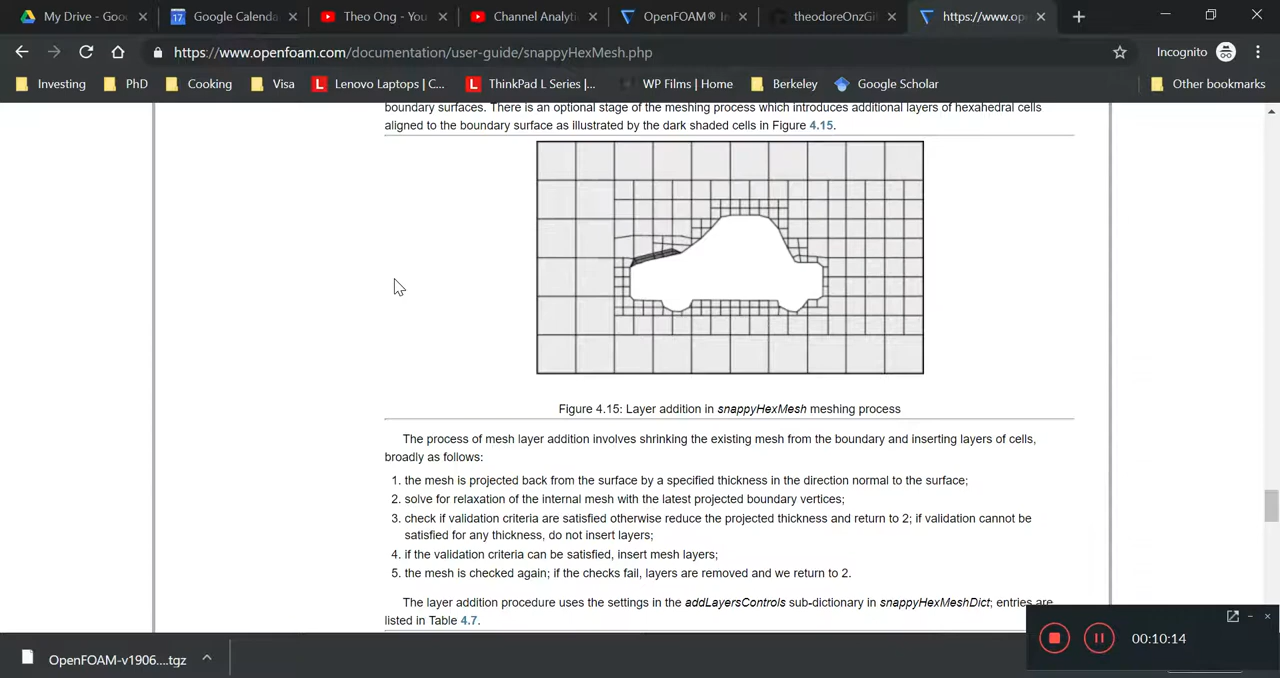 My Drive - Goo
Google Calenda
Theo Ong - You
Channel Analyti
OpenFOAM® In
theodoreOnzGit
https://www.op
https://www.openfoam.com/documentation/user-guide/snappyHexMesh.php
Incognito
Investing
PhD
Cooking
Visa
Lenovo Laptops | C...
ThinkPad L Series |...
WP Films | Home
Berkeley
Google Scholar
Other bookmarks
boundary surfaces. There is an optional stage of the meshing process which introduces additional layers of hexahedral cells
aligned to the boundary surface as illustrated by the dark shaded cells in Figure 4.15.
Figure 4.15: Layer addition in snappyHexMesh meshing process
The process of mesh layer addition involves shrinking the existing mesh from the boundary and inserting layers of cells,
broadly as follows:
1. the mesh is projected back from the surface by a specified thickness in the direction normal to the surface;
2. solve for relaxation of the internal mesh with the latest projected boundary vertices;
3. check if validation criteria are satisfied otherwise reduce the projected thickness and return to 2; if validation cannot be
satisfied for any thickness, do not insert layers;
4. if the validation criteria can be satisfied, insert mesh layers;
5. the mesh is checked again; if the checks fail, layers are removed and we return to 2.
The layer addition procedure uses the settings in the addLayersControls sub-dictionary in snappyHexMeshDict; entries are
listed in Table 4.7.
00:10:14
OpenFOAM-v1906....tgz